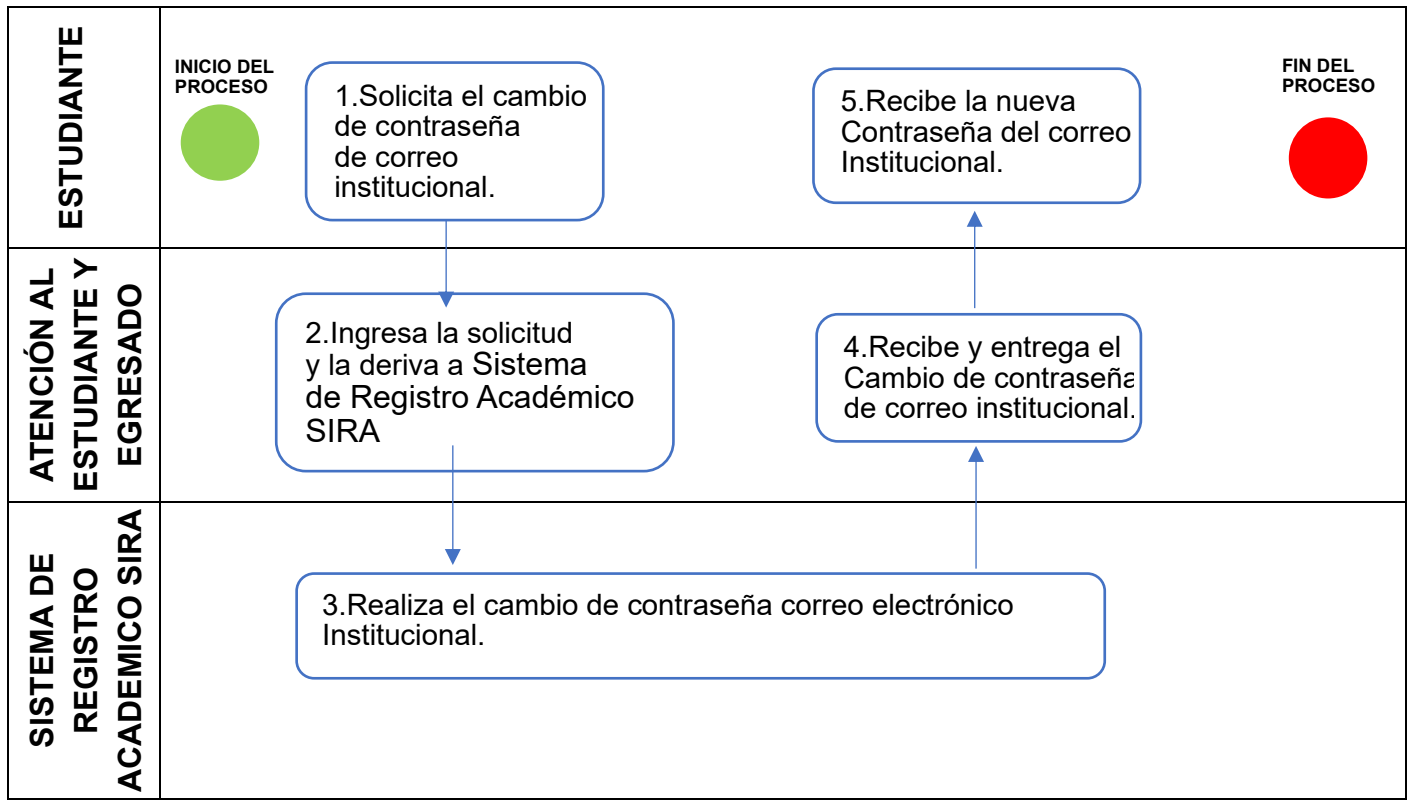 ESTUDIANTE
INICIO DEL
PROCESO
1.Solicita el cambio
de contraseña
de correo
institucional.
5.Recibe la nueva
Contraseña del correo
Institucional.
FIN DEL
PROCESO
ATENCIÓN AL
ESTUDIANTE Y
EGRESADO
2.Ingresa la solicitud
y la deriva a Sistema
de Registro Académico
SIRA
4.Recibe y entrega el
Cambio de contraseña
de correo institucional.
SISTEMA DE
REGISTRO
ACADEMICO SIRA
3.Realiza el cambio de contraseña correo electrónico
Institucional.